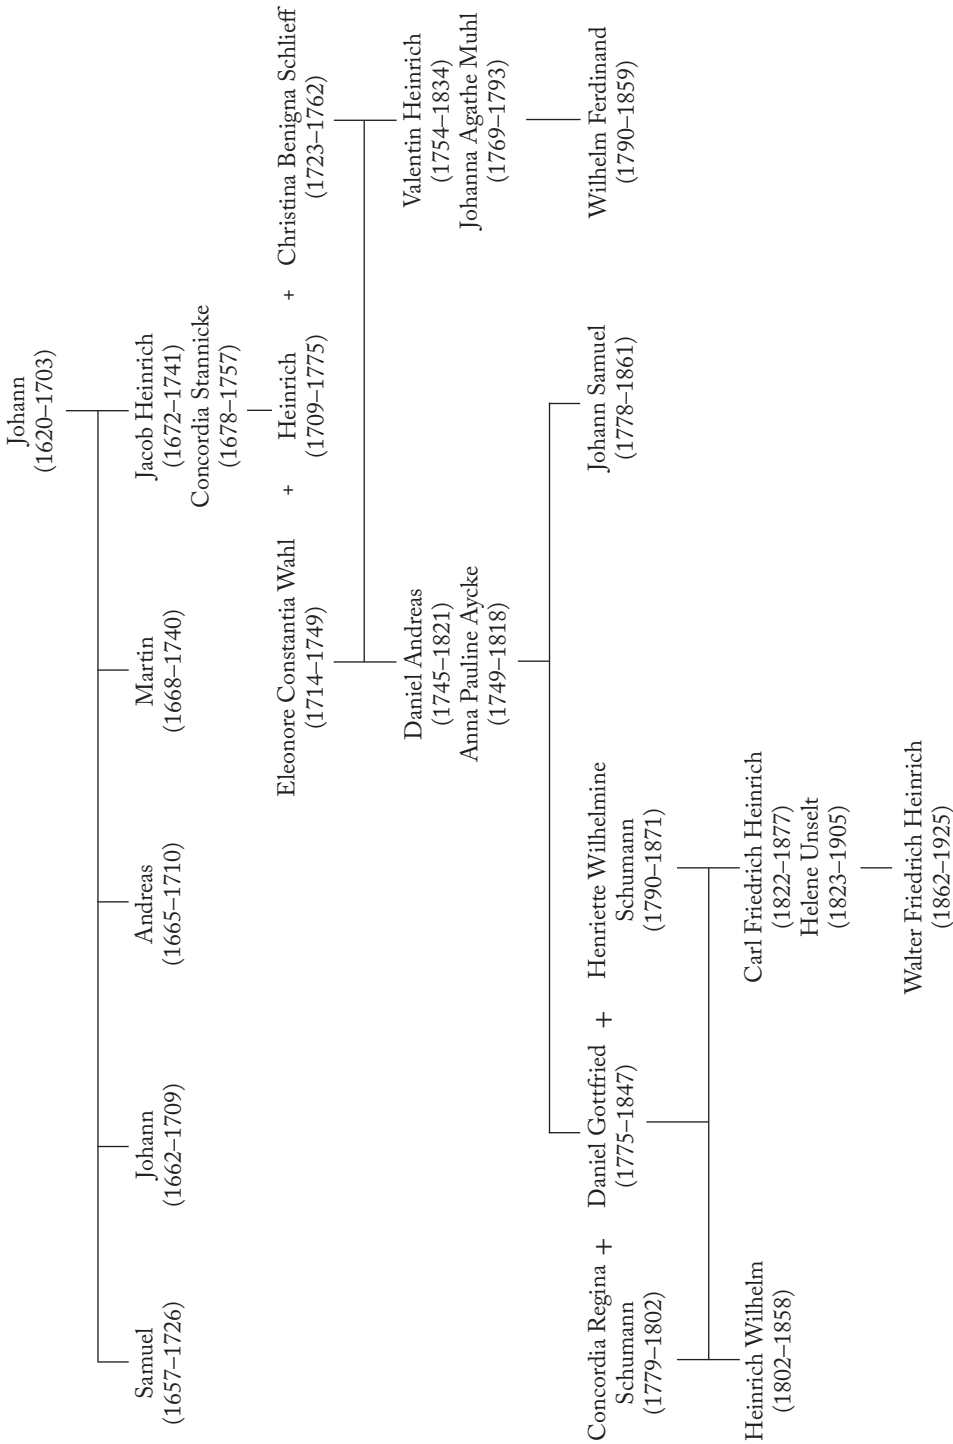 Johann
(1620–1703)
Samuel
(1657–1726)
Johann
(1662–1709)
Andreas
(1665–1710)
Martin
(1668–1740)
Jacob Heinrich
(1672–1741)
Concordia Stannicke
(1678–1757)
Eleonore Constantia Wahl + Heinrich + Christina Benigna Schlieff
(1714–1749) (1709–1775) (1723–1762)
Daniel Andreas
(1745–1821)
Anna Pauline Aycke
(1749–1818)
Valentin Heinrich
(1754–1834)
Johanna Agathe Muhl
(1769–1793)
Concordia Regina + Daniel Gottfried + Henriette Wilhelmine
Schumann (1775–1847) Schumann
(1779–1802) (1790–1871)
Johann Samuel
(1778–1861)
Wilhelm Ferdinand
(1790–1859)
Heinrich Wilhelm
(1802–1858)
Carl Friedrich Heinrich
(1822–1877)
Helene Unselt
(1823–1905)
Walter Friedrich Heinrich
(1862–1925)